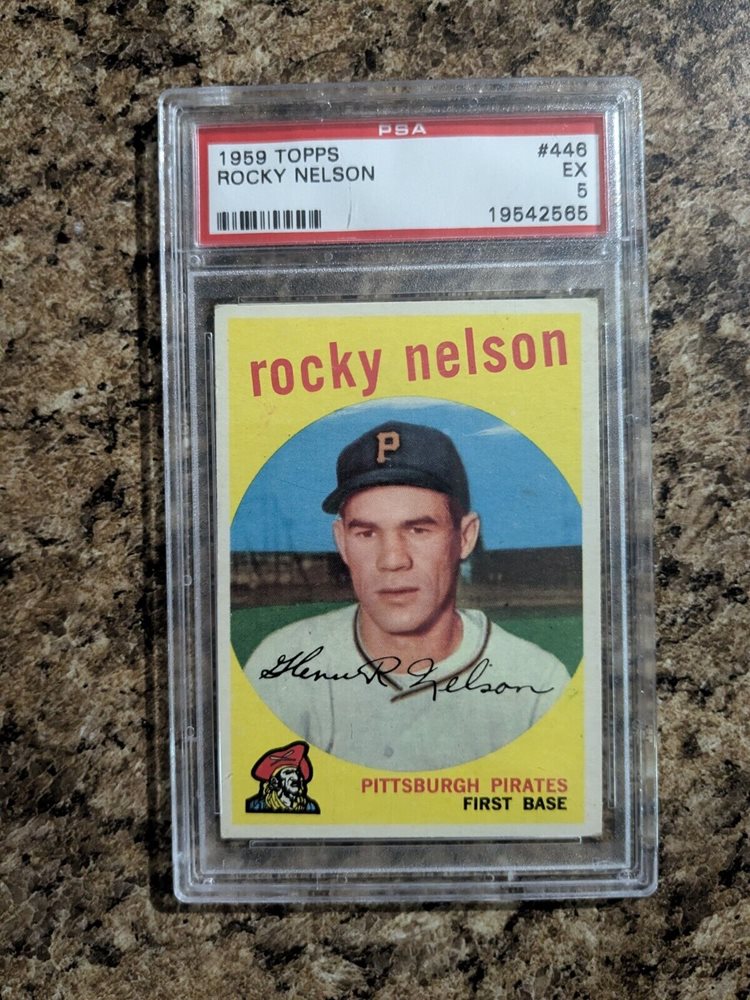 PSA
1959 TOPPS #446
ROCKY NELSON EX
5
19542565
rocky nelson
P
Glenn R Nelson
PITTSBURGH PIRATES
FIRST BASE